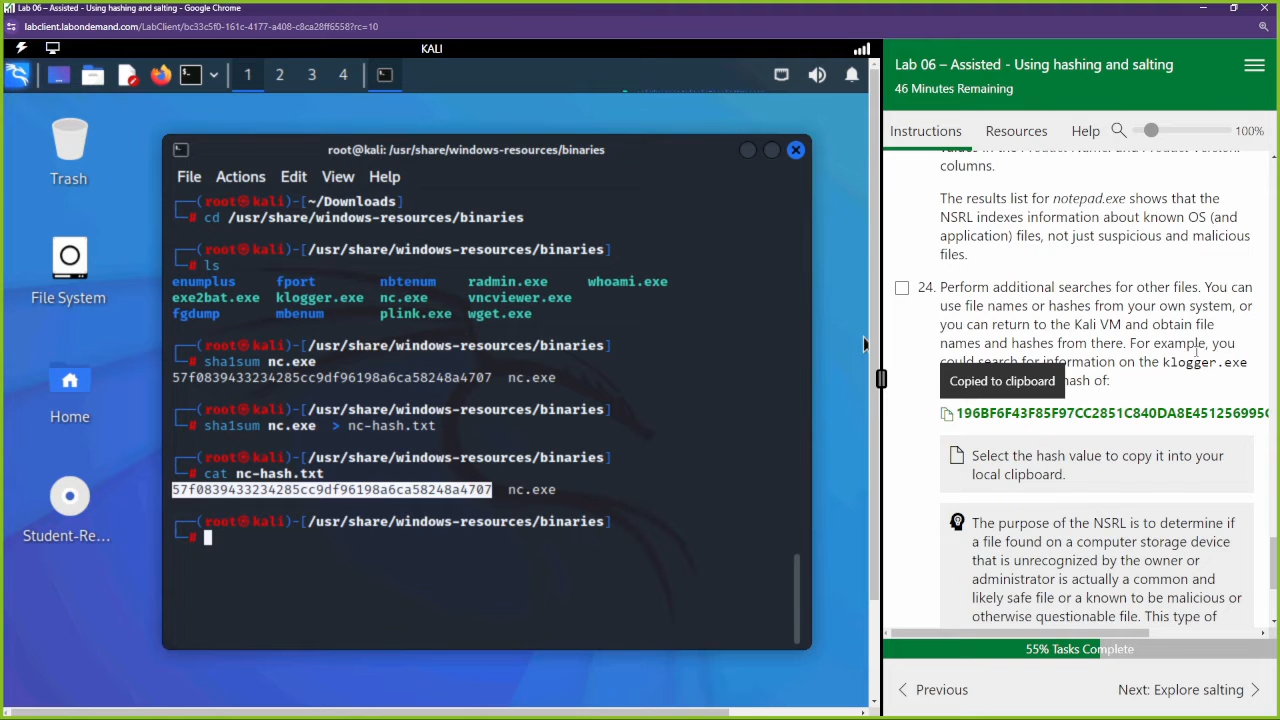 Lab 06 - Assisted - Using hashing and salting - Google Chrome
labclient.labondemand.com/LabClient/bc33c5f0-161c-4177-a408-c8ca28ff6558?rc=10
KALI
1 2 3 4
Trash
File System
Home
Student-Re...
root@kali: /usr/share/windows-resources/binaries
File Actions Edit View Help
(root㉿kali)-[~/Downloads]
# cd /usr/share/windows-resources/binaries
(root㉿kali)-[/usr/share/windows-resources/binaries]
# ls
enumplus fport nbtenum radmin.exe whoami.exe
exe2bat.exe klogger.exe nc.exe vncviewer.exe
fgdump mbenum plink.exe wget.exe
(root㉿kali)-[/usr/share/windows-resources/binaries]
# sha1sum nc.exe
57f0839433234285cc9df96198a6ca58248a4707 nc.exe
(root㉿kali)-[/usr/share/windows-resources/binaries]
# sha1sum nc.exe > nc-hash.txt
(root㉿kali)-[/usr/share/windows-resources/binaries]
# cat nc-hash.txt
57f0839433234285cc9df96198a6ca58248a4707 nc.exe
(root㉿kali)-[/usr/share/windows-resources/binaries]
#
Lab 06 – Assisted - Using hashing and salting
46 Minutes Remaining
Instructions Resources Help 100%
columns.
The results list for notepad.exe shows that the
NSRL indexes information about known OS (and
application) files, not just suspicious and malicious
files.
24. Perform additional searches for other files. You can
use file names or hashes from your own system, or
you can return to the Kali VM and obtain file
names and hashes from there. For example, you
could search for information on the klogger.exe
Copied to clipboard
hash of:
196BF6F43F85F97CC2851C840DA8E451256995
Select the hash value to copy it into your
local clipboard.
The purpose of the NSRL is to determine if
a file found on a computer storage device
that is unrecognized by the owner or
administrator is actually a common and
likely safe file or a known to be malicious or
otherwise questionable file. This type of
55% Tasks Complete
Previous
Next: Explore salting